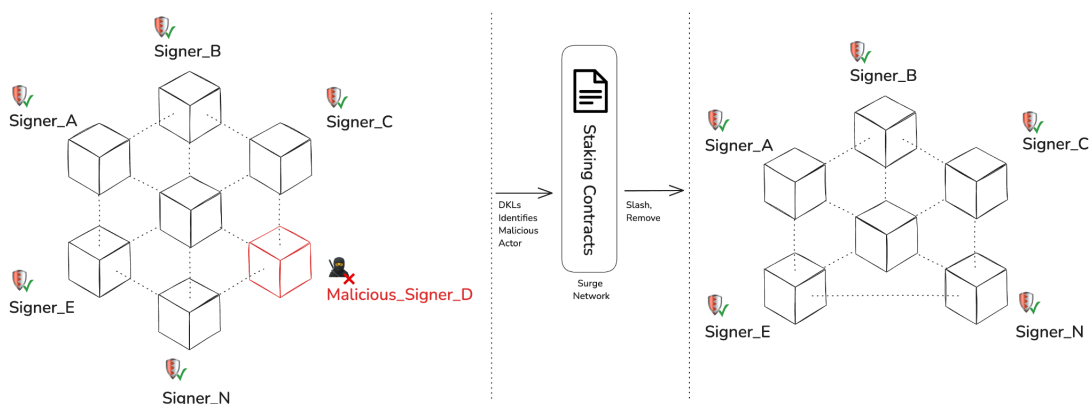 Signer_B
Signer_A
Signer_C
Signer_E
Malicious_Signer_D
Signer_N
DKLs
Identifies
Malicious
Actor
Staking Contracts
Surge
Network
Slash,
Remove
Signer_B
Signer_A
Signer_C
Signer_E
Signer_N